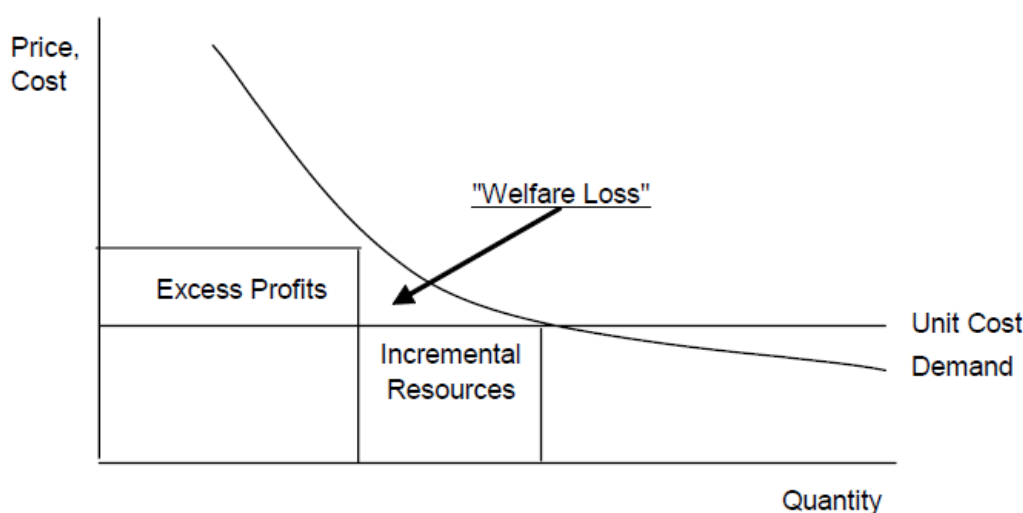 Price,
Cost
"Welfare Loss"
Excess Profits
Unit Cost
Incremental
Resources
Demand
Quantity